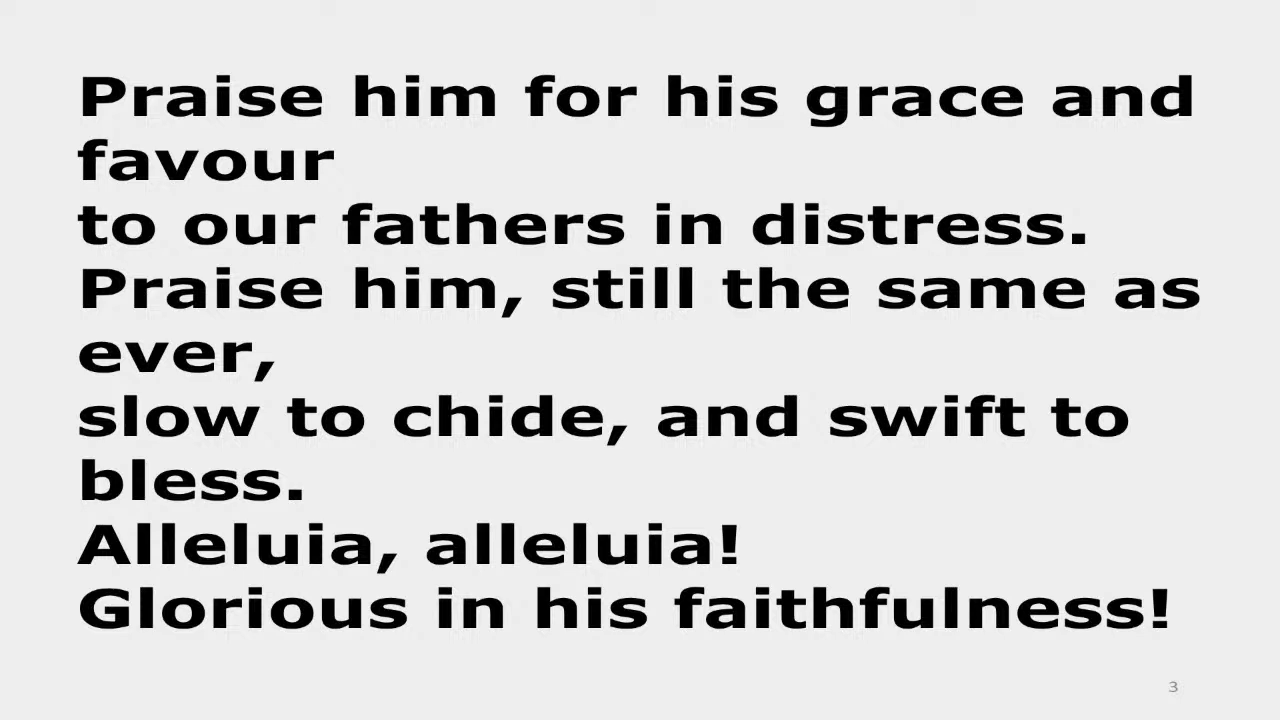 Praise him for his grace and
favour
to our fathers in distress.
Praise him, still the same as
ever,
slow to chide, and swift to
bless.
Alleluia, alleluia!
Glorious in his faithfulness!
3